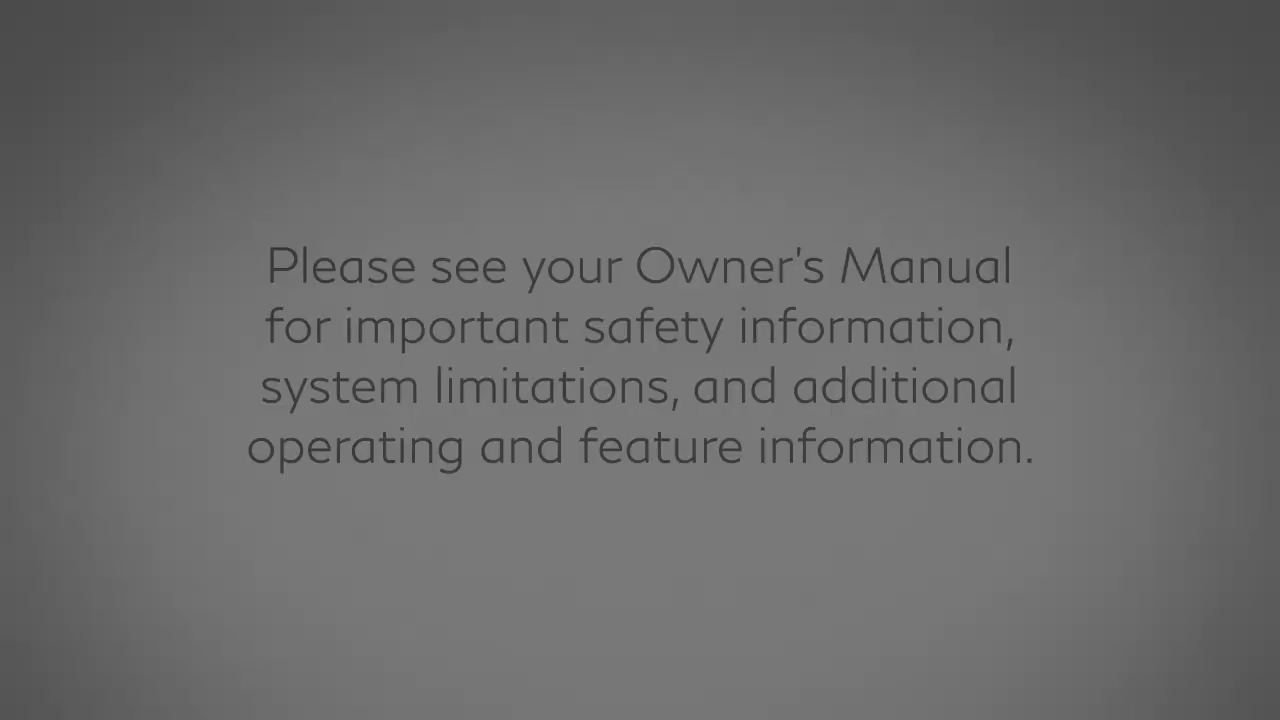 Please see your Owner's Manual
for important safety information,
system limitations, and additional
operating and feature information.